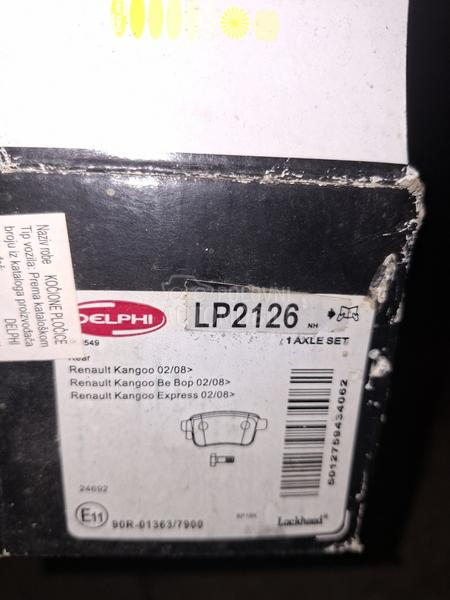 Naziv robe KOČIONE PLOČICE
Tip vozila: Prema kataloškom
broju iz kataloga proizvođača
DELPHI
DELPHI
LP2126
NH
549
1 AXLE SET
Rear
Renault Kangoo 02/08>
Renault Kangoo Be Bop 02/08>
Renault Kangoo Express 02/08>
5012759434062
24692
E11
90R-01363/7900
Lockheed